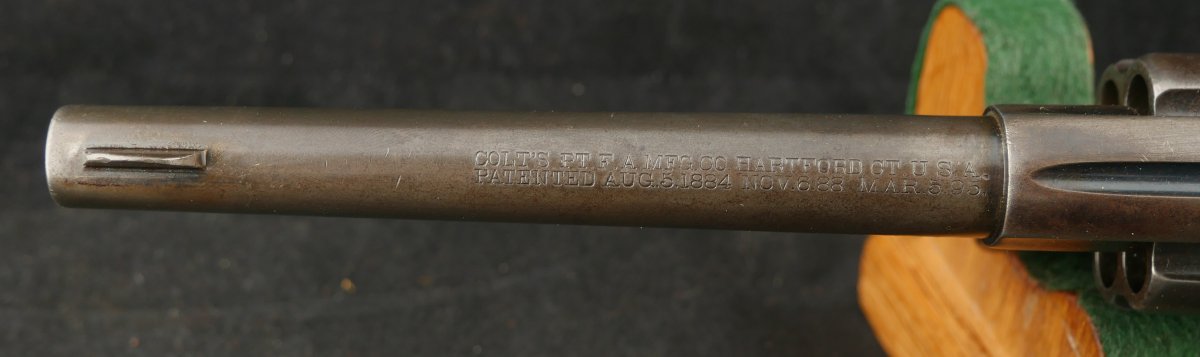 COLT'S PT. F. A. MFG. CO. HARTFORD CT. U.S.A.
PATENTED AUG.5.1884 NOV.6.88 MAR.5.95.